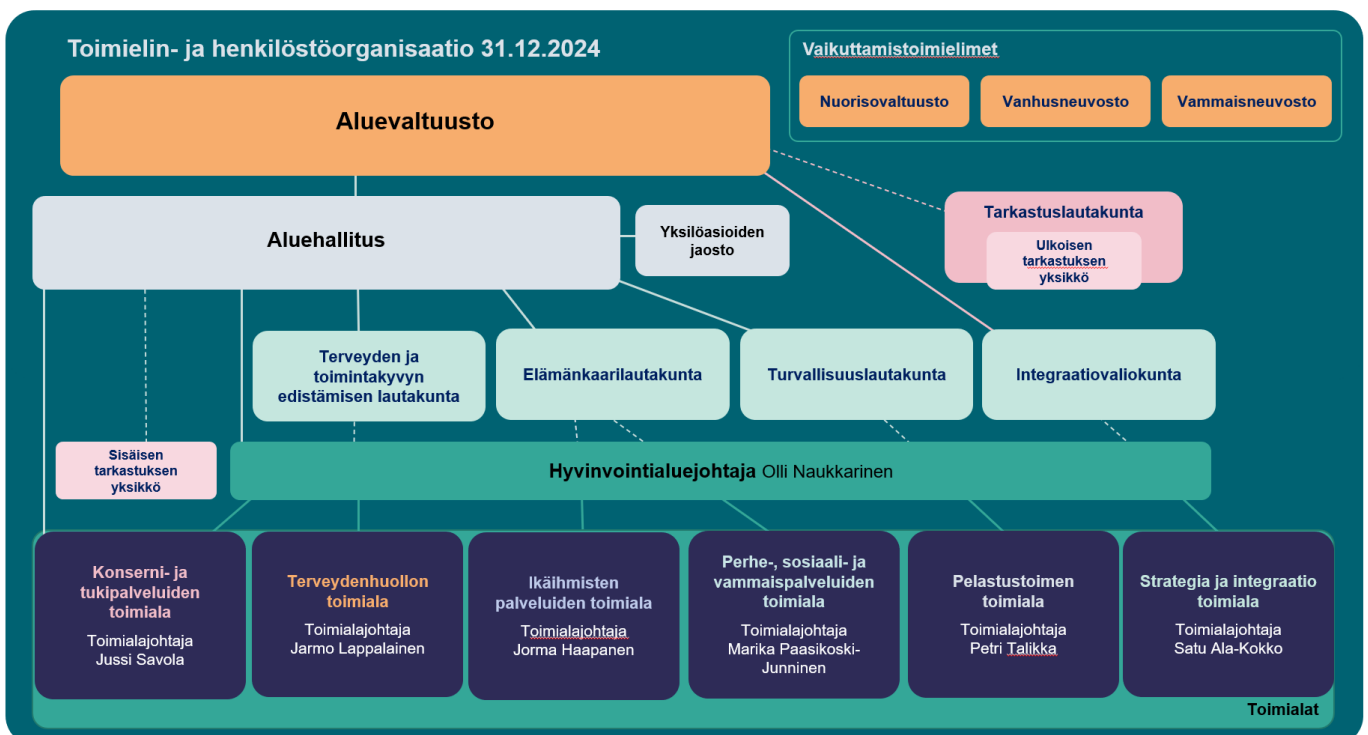 Toimielin- ja henkilöstöorganisaatio 31.12.2024
Vaikuttamistoimielimet
Nuorisovaltuusto
Vanhusneuvosto
Vammaisneuvosto
Aluevaltuusto
Aluehallitus
Yksilöasioiden
jaosto
Tarkastuslautakunta
Ulkoisen
tarkastuksen
yksikkö
Terveyden ja
toimintakyvyn
edistämisen lautakunta
Elämänkaarilautakunta
Turvallisuuslautakunta
Integraatiovaliokunta
Sisäisen
tarkastuksen
yksikkö
Hyvinvointialuejohtaja Olli Naukkarinen
Konserni- ja
tukipalveluiden
toimiala
Toimialajohtaja
Jussi Savola
Terveydenhuollon
toimiala
Toimialajohtaja
Jarmo Lappalainen
Ikäihmisten
palveluiden toimiala
Toimialajohtaja
Jorma Haapanen
Perhe-, sosiaali- ja
vammaispalveluiden
toimiala
Toimialajohtaja
Marika Paasikoski-
Junninen
Pelastustoimen
toimiala
Toimialajohtaja
Petri Talikka
Strategia ja integraatio
toimiala
Toimialajohtaja
Satu Ala-Kokko
Toimialat